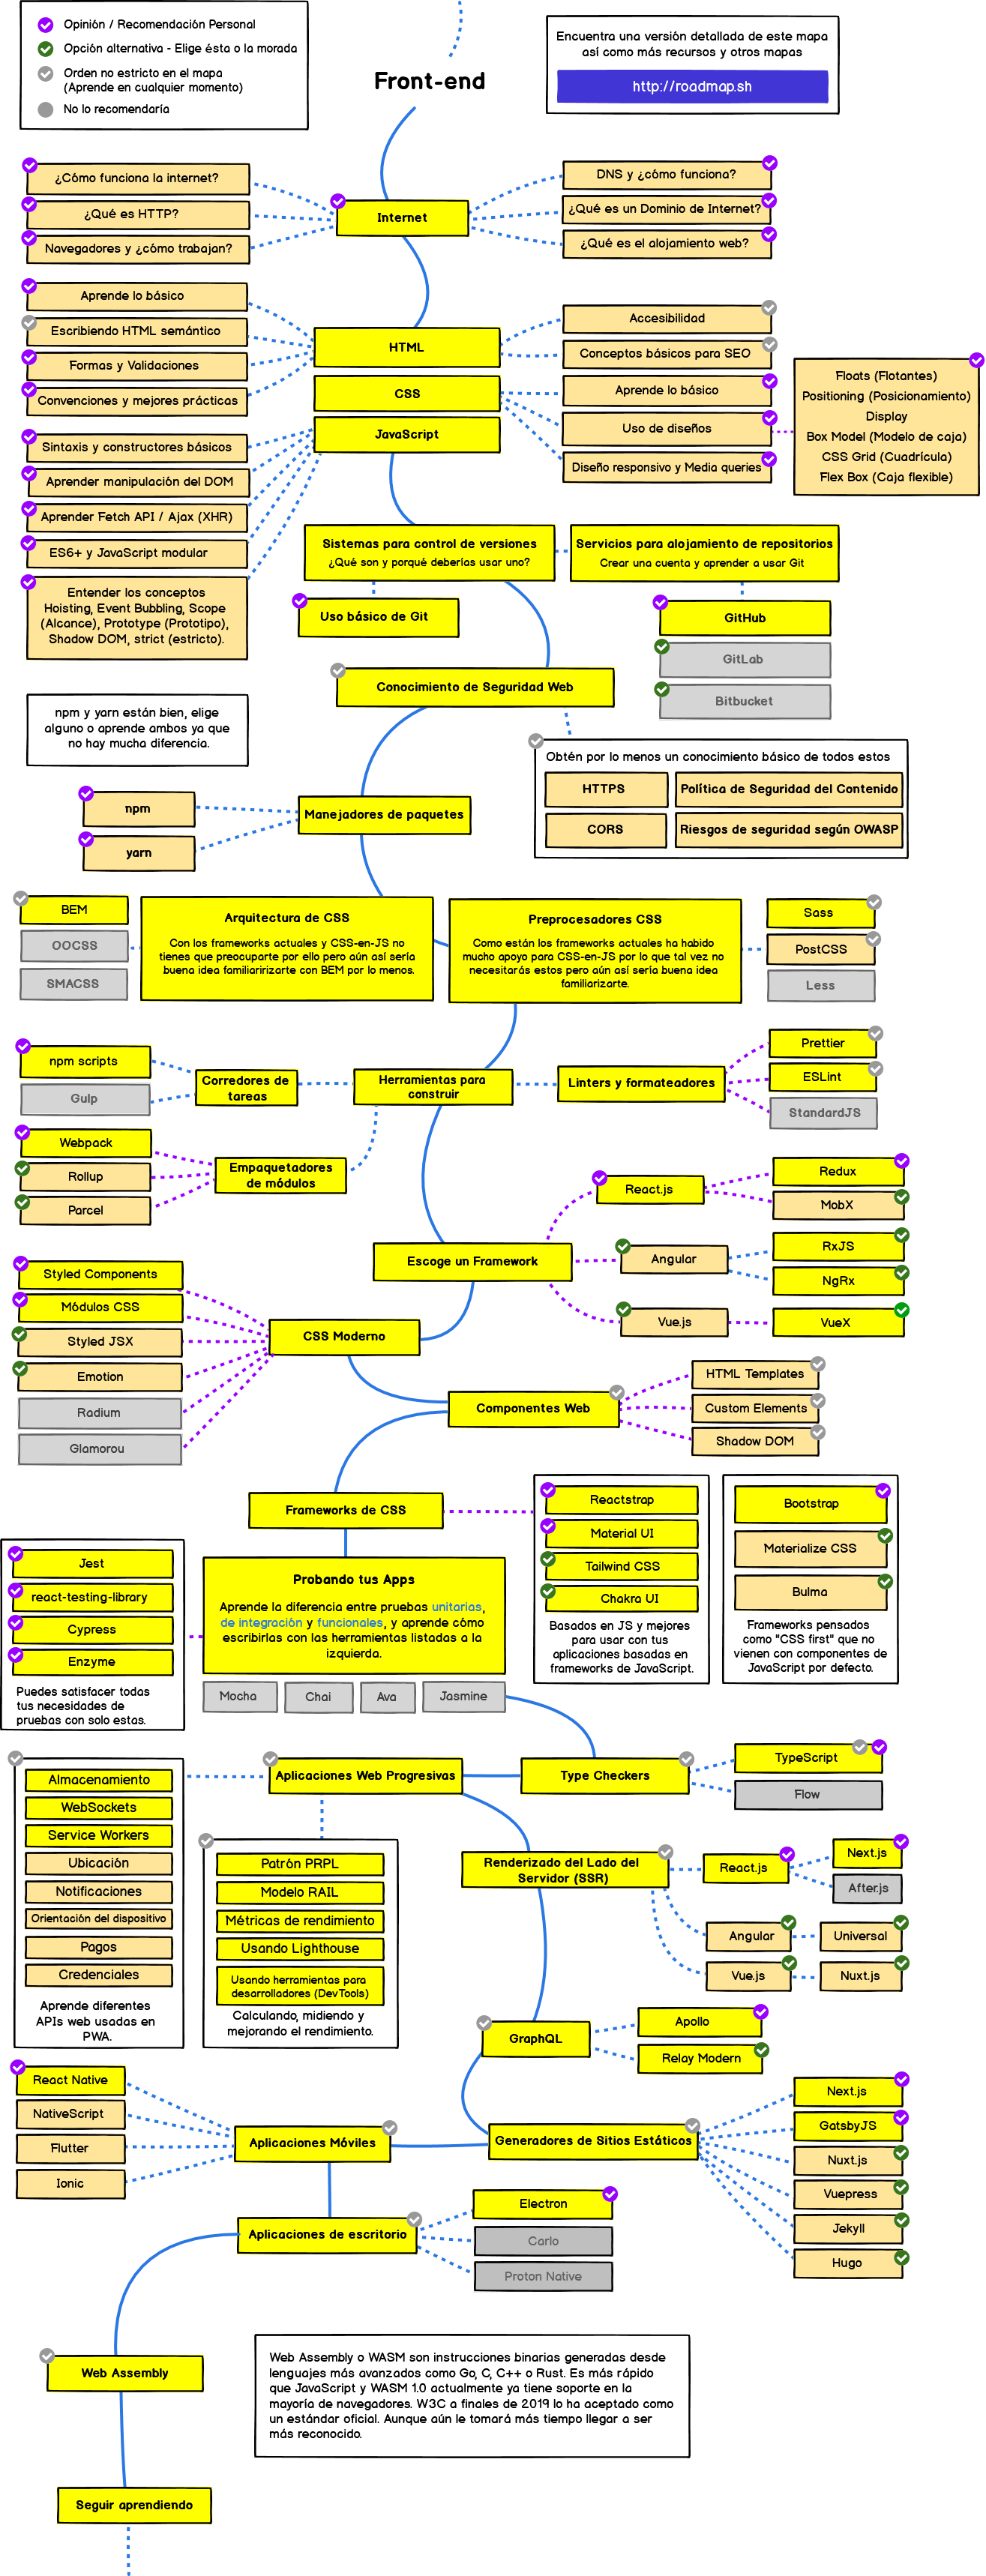 Opinión / Recomendación Personal
Opción alternativa - Elige ésta o la morada
Orden no estricto en el mapa
(Aprende en cualquier momento)
No lo recomendaría
Front-end
Encuentra una versión detallada de este mapa
así como más recursos y otros mapas
http://roadmap.sh
¿Cómo funciona la internet?
¿Qué es HTTP?
Navegadores y ¿cómo trabajan?
Internet
DNS y ¿cómo funciona?
¿Qué es un Dominio de Internet?
¿Qué es el alojamiento web?
Aprende lo básico
Escribiendo HTML semántico
Formas y Validaciones
Convenciones y mejores prácticas
HTML
CSS
JavaScript
Accesibilidad
Conceptos básicos para SEO
Aprende lo básico
Uso de diseños
Diseño responsivo y Media queries
Floats (Flotantes)
Positioning (Posicionamiento)
Display
Box Model (Modelo de caja)
CSS Grid (Cuadrícula)
Flex Box (Caja flexible)
Sintaxis y constructores básicos
Aprender manipulación del DOM
Aprender Fetch API / Ajax (XHR)
ES6+ y JavaScript modular
Entender los conceptos
Hoisting, Event Bubbling, Scope
(Alcance), Prototype (Prototipo),
Shadow DOM, strict (estricto).
Sistemas para control de versiones
¿Qué son y porqué deberías usar uno?
Servicios para alojamiento de repositorios
Crear una cuenta y aprender a usar Git
Uso básico de Git
GitHub
GitLab
Bitbucket
Conocimiento de Seguridad Web
npm y yarn están bien, elige
alguno o aprende ambos ya que
no hay mucha diferencia.
Obtén por lo menos un conocimiento básico de todos estos
HTTPS
Política de Seguridad del Contenido
CORS
Riesgos de seguridad según OWASP
npm
yarn
Manejadores de paquetes
BEM
OOCSS
SMACSS
Arquitectura de CSS
Con los frameworks actuales y CSS-en-JS no
tienes que preocuparte por ello pero aún así sería
buena idea familiaririzarte con BEM por lo menos.
Preprocesadores CSS
Como están los frameworks actuales ha habido
mucho apoyo para CSS-en-JS por lo que tal vez no
necesitarás estos pero aún así sería buena idea
familiarizarte.
Sass
PostCSS
Less
npm scripts
Gulp
Corredores de
tareas
Herramientas para
construir
Linters y formateadores
Prettier
ESLint
StandardJS
Webpack
Rollup
Parcel
Empaquetadores
de módulos
Escoge un Framework
React.js
Redux
MobX
Angular
RxJS
NgRx
Vue.js
VueX
Styled Components
Módulos CSS
Styled JSX
Emotion
Radium
Glamorou
CSS Moderno
Componentes Web
HTML Templates
Custom Elements
Shadow DOM
Frameworks de CSS
Reactstrap
Material UI
Tailwind CSS
Chakra UI
Basados en JS y mejores
para usar con tus
aplicaciones basadas en
frameworks de JavaScript.
Bootstrap
Materialize CSS
Bulma
Frameworks pensados
como "CSS first" que no
vienen con componentes de
JavaScript por defecto.
Jest
react-testing-library
Cypress
Enzyme
Puedes satisfacer todas
tus necesidades de
pruebas con solo estas.
Probando tus Apps
Aprende la diferencia entre pruebas unitarias,
de integración y funcionales, y aprende cómo
escribirlas con las herramientas listadas a la
izquierda.
Mocha
Chai
Ava
Jasmine
Aplicaciones Web Progresivas
Type Checkers
TypeScript
Flow
Almacenamiento
WebSockets
Service Workers
Ubicación
Notificaciones
Orientación del dispositivo
Pagos
Credenciales
Aprende diferentes
APIs web usadas en
PWA.
Patrón PRPL
Modelo RAIL
Métricas de rendimiento
Usando Lighthouse
Usando herramientas para
desarrolladores (DevTools)
Calculando, midiendo y
mejorando el rendimiento.
Renderizado del Lado del
Servidor (SSR)
React.js
Next.js
After.js
Angular
Universal
Vue.js
Nuxt.js
GraphQL
Apollo
Relay Modern
React Native
NativeScript
Flutter
Ionic
Aplicaciones Móviles
Generadores de Sitios Estáticos
Next.js
GatsbyJS
Nuxt.js
Vuepress
Jekyll
Hugo
Aplicaciones de escritorio
Electron
Carlo
Proton Native
Web Assembly
Web Assembly o WASM son instrucciones binarias generadas desde
lenguajes más avanzados como Go, C, C++ o Rust. Es más rápido
que JavaScript y WASM 1.0 actualmente ya tiene soporte en la
mayoría de navegadores. W3C a finales de 2019 lo ha aceptado como
un estándar oficial. Aunque aún le tomará más tiempo llegar a ser
más reconocido.
Seguir aprendiendo